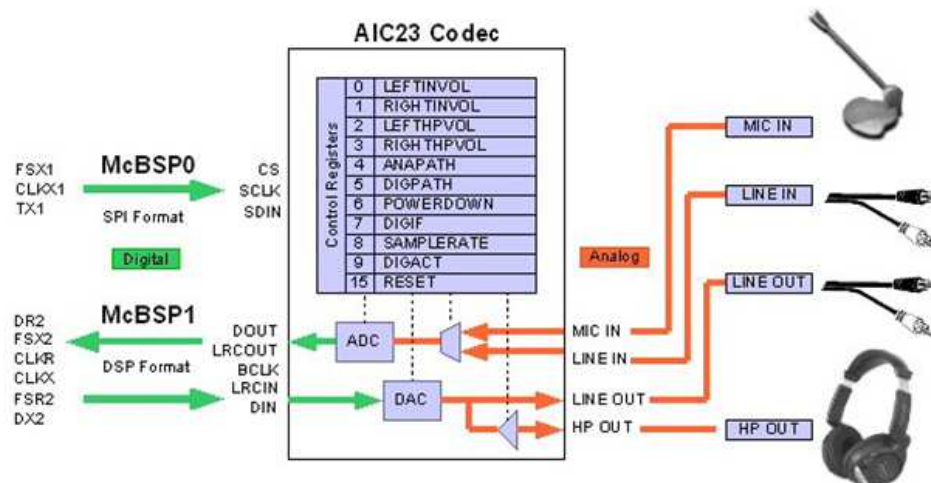 AIC23 Codec
Control Registers
0 LEFTINVOL
1 RIGHTINVOL
2 LEFTHPVOL
3 RIGHTHPVOL
4 ANAPATH
5 DIGPATH
6 POWERDOWN
7 DIGIF
8 SAMPLERATE
9 DIGACT
15 RESET
McBSP0
FSX1
CLKX1
TX1
SPI Format
CS
SCLK
SDIN
Digital
McBSP1
DR2
FSX2
CLKR
CLKX
FSR2
DX2
DSP Format
DOUT
LRCOUT
BCLK
LRCIN
DIN
ADC
DAC
Analog
MIC IN
LINE IN
LINE OUT
HP OUT
MIC IN
LINE IN
LINE OUT
HP OUT